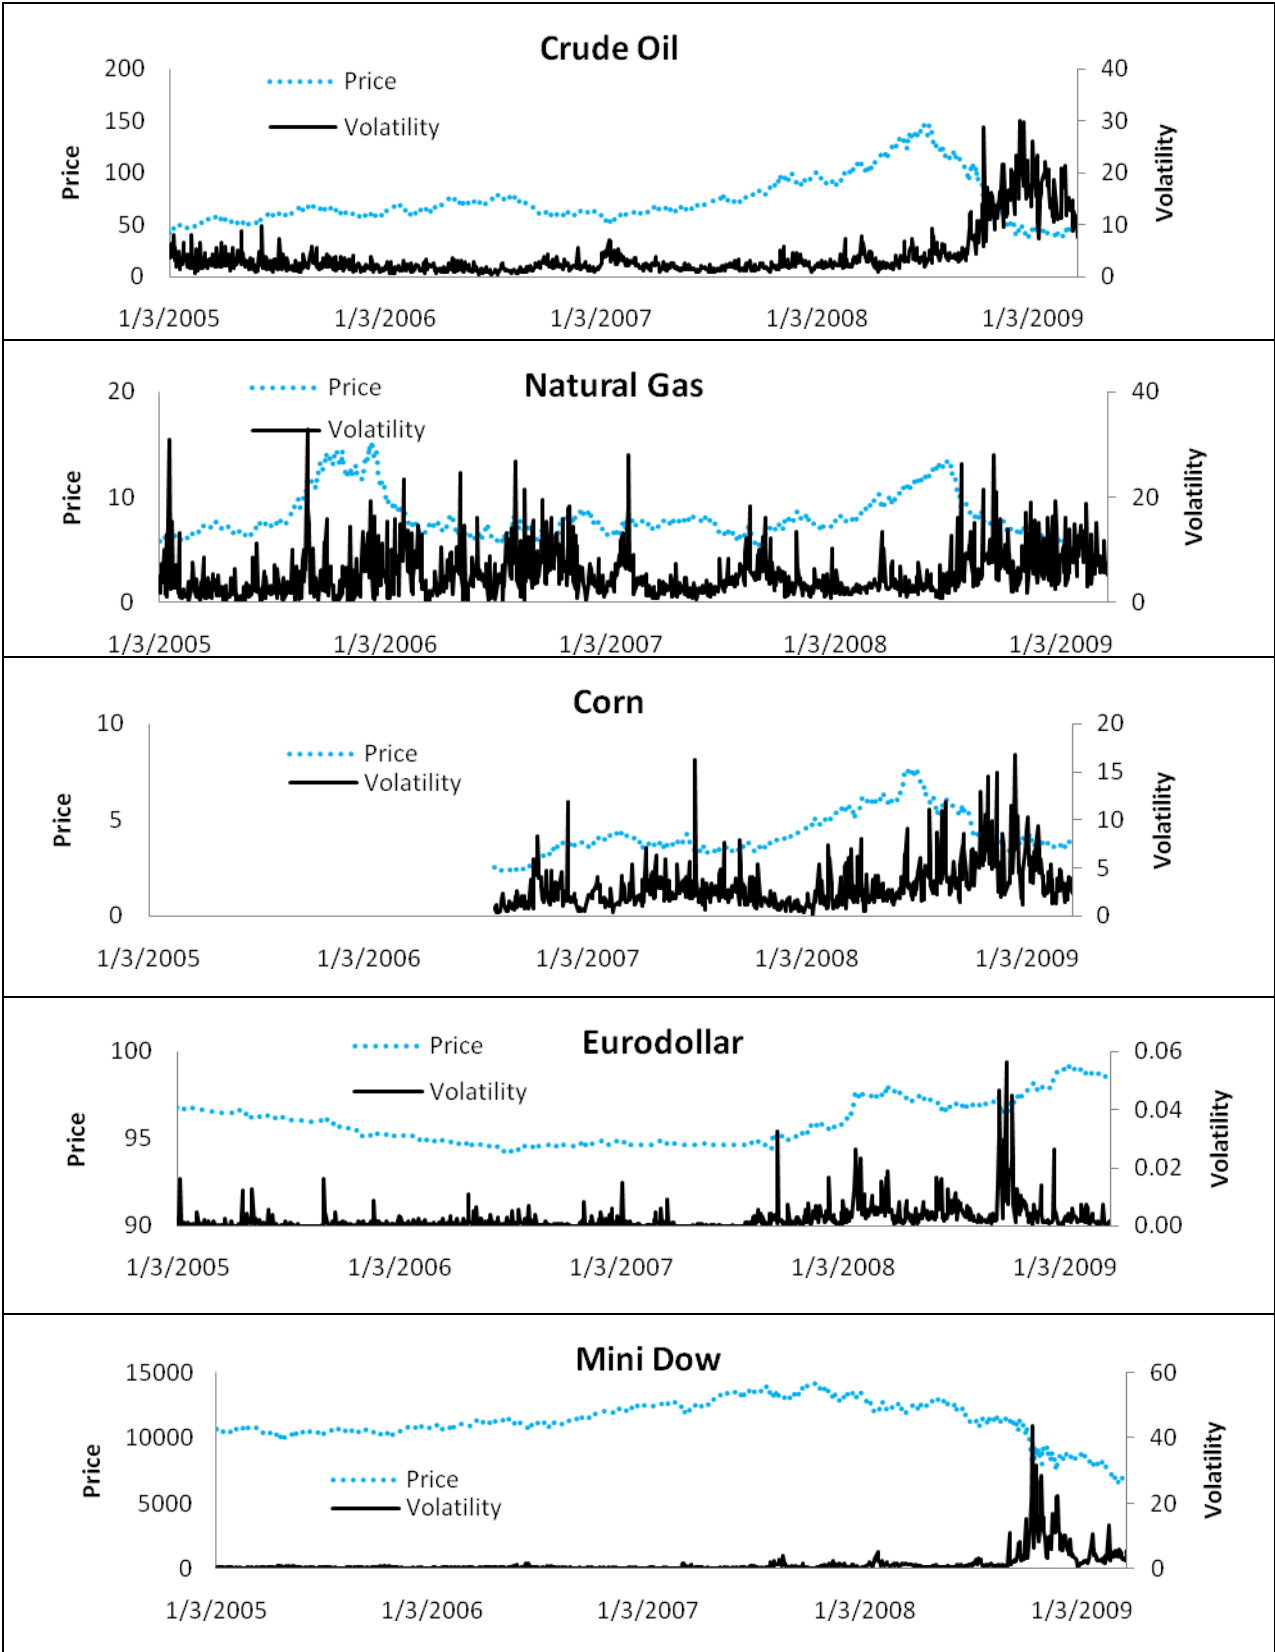 Crude Oil
200 40
Price
150 30
Volatility
100 20
50 10
0 0
Price
Volatility
1/3/2005 1/3/2006 1/3/2007 1/3/2008 1/3/2009
Natural Gas
20 40
Price
Volatility
10 20
0 0
Price
Volatility
1/3/2005 1/3/2006 1/3/2007 1/3/2008 1/3/2009
Corn
10 20
Price
15
Volatility
5 10
5
0 0
Price
Volatility
1/3/2005 1/3/2006 1/3/2007 1/3/2008 1/3/2009
Eurodollar
100 0.06
Price
Volatility
0.04
95
0.02
90 0.00
Price
Volatility
1/3/2005 1/3/2006 1/3/2007 1/3/2008 1/3/2009
Mini Dow
15000 60
10000 40
Price
Volatility
5000 20
0 0
Price
Volatility
1/3/2005 1/3/2006 1/3/2007 1/3/2008 1/3/2009